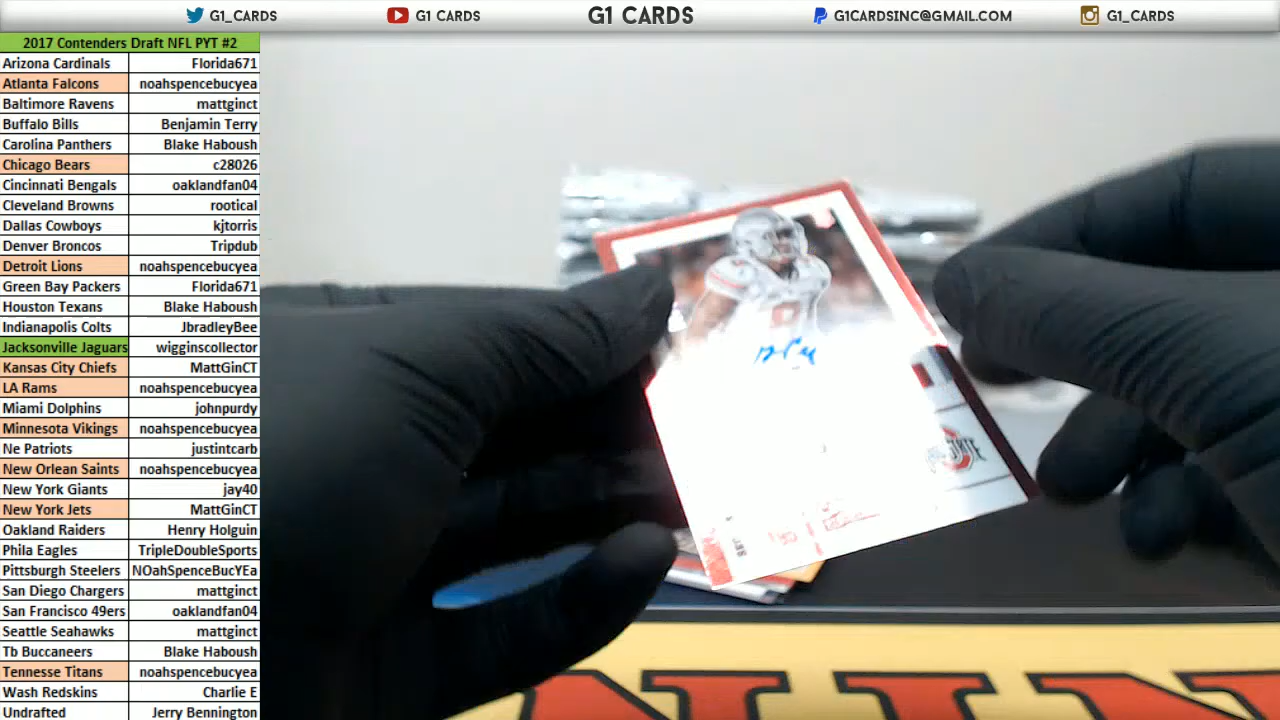 G1_CARDS G1 CARDS G1 CARDS G1CARDSINC@GMAIL.COM G1_CARDS
2017 Contenders Draft NFL PYT #2
Arizona Cardinals Florida671
Atlanta Falcons noahspencebucyea
Baltimore Ravens mattginct
Buffalo Bills Benjamin Terry
Carolina Panthers Blake Haboush
Chicago Bears c28026
Cincinnati Bengals oaklandfan04
Cleveland Browns rootical
Dallas Cowboys kjtorris
Denver Broncos Tripdub
Detroit Lions noahspencebucyea
Green Bay Packers Florida671
Houston Texans Blake Haboush
Indianapolis Colts JbradleyBee
Jacksonville Jaguars wigginscollector
Kansas City Chiefs MattGinCT
LA Rams noahspencebucyea
Miami Dolphins johnpurdy
Minnesota Vikings noahspencebucyea
Ne Patriots justintcarb
New Orlean Saints noahspencebucyea
New York Giants jay40
New York Jets MattGinCT
Oakland Raiders Henry Holguin
Phila Eagles TripleDoubleSports
Pittsburgh Steelers NOahSpenceBucYEa
San Diego Chargers mattginct
San Francisco 49ers oaklandfan04
Seattle Seahawks mattginct
Tb Buccaneers Blake Haboush
Tennesse Titans noahspencebucyea
Wash Redskins Charlie E
Undrafted Jerry Bennington